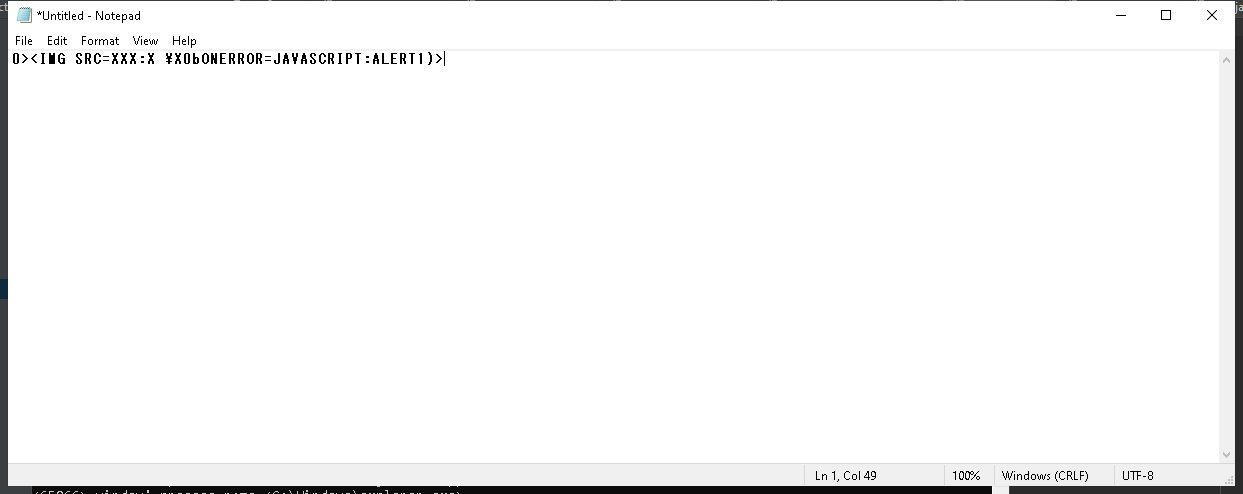 *Untitled - Notepad
File Edit Format View Help
0><IMG SRC=XXX:X ¥X0bONERROR=JAVASCRIPT:ALERT1)>
Ln 1, Col 49 100% Windows (CRLF) UTF-8